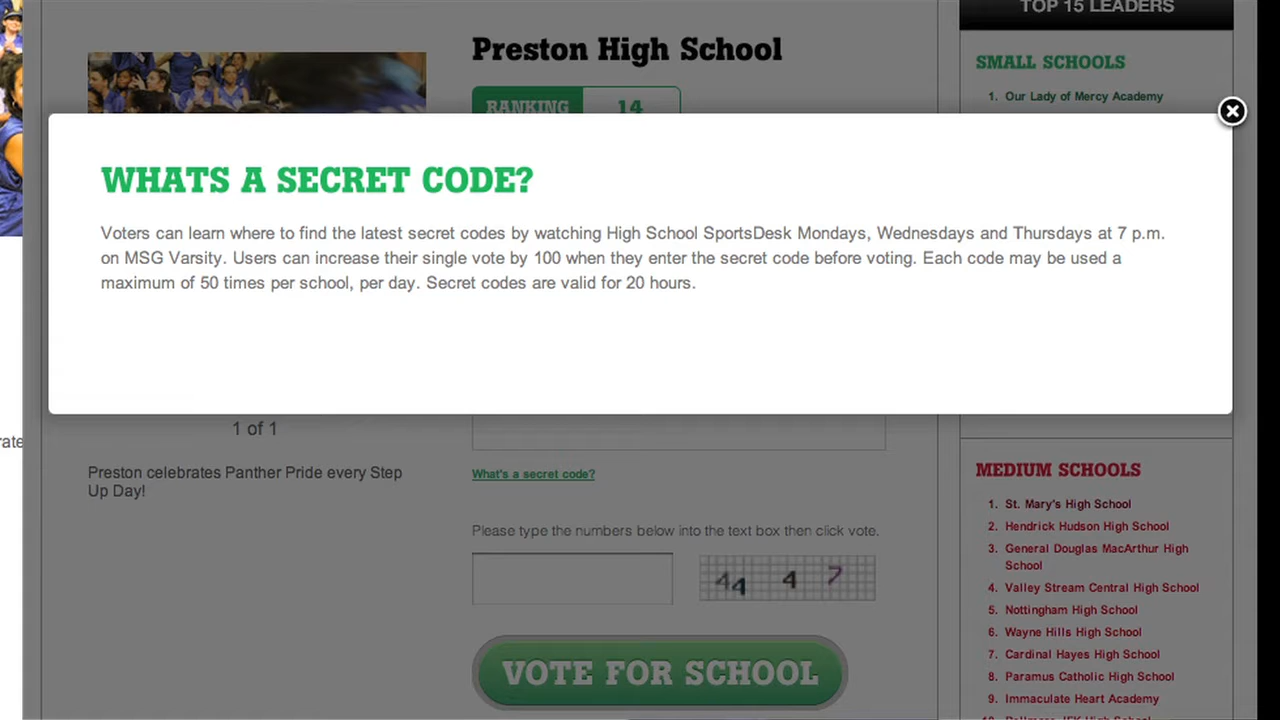 TOP 15 LEADERS
Preston High School
SMALL SCHOOLS
RANKING 14
1. Our Lady of Mercy Academy
WHATS A SECRET CODE?
Voters can learn where to find the latest secret codes by watching High School SportsDesk Mondays, Wednesdays and Thursdays at 7 p.m.
on MSG Varsity. Users can increase their single vote by 100 when they enter the secret code before voting. Each code may be used a
maximum of 50 times per school, per day. Secret codes are valid for 20 hours.
1 of 1
Preston celebrates Panther Pride every Step
Up Day!
What's a secret code?
Please type the numbers below into the text box then click vote.
44 4 7
VOTE FOR SCHOOL
MEDIUM SCHOOLS
1. St. Mary's High School
2. Hendrick Hudson High School
3. General Douglas MacArthur High
School
4. Valley Stream Central High School
5. Nottingham High School
6. Wayne Hills High School
7. Cardinal Hayes High School
8. Paramus Catholic High School
9. Immaculate Heart Academy